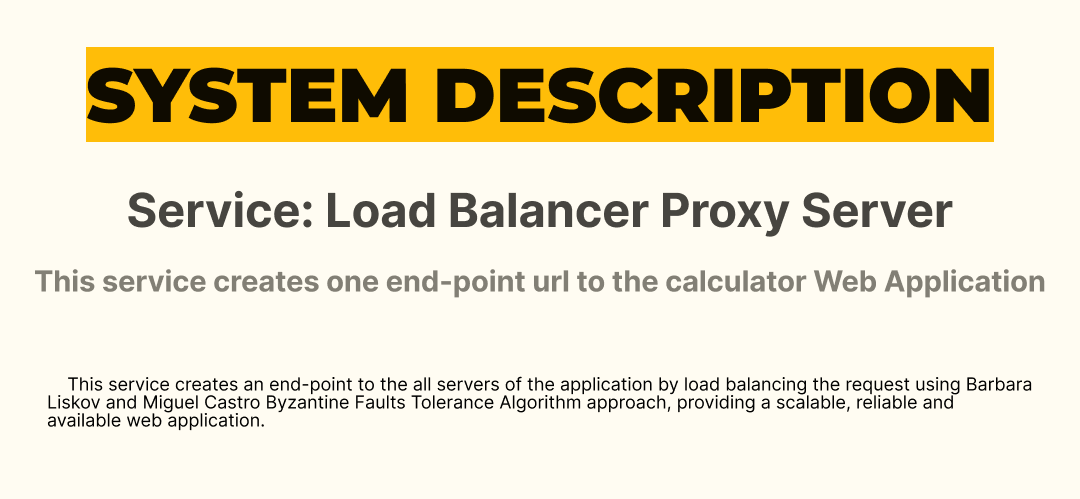 SYSTEM DESCRIPTION
Service: Load Balancer Proxy Server
This service creates one end-point url to the calculator Web Application
This service creates an end-point to the all servers of the application by load balancing the request using Barbara
Liskov and Miguel Castro Byzantine Faults Tolerance Algorithm approach, providing a scalable, reliable and
available web application.